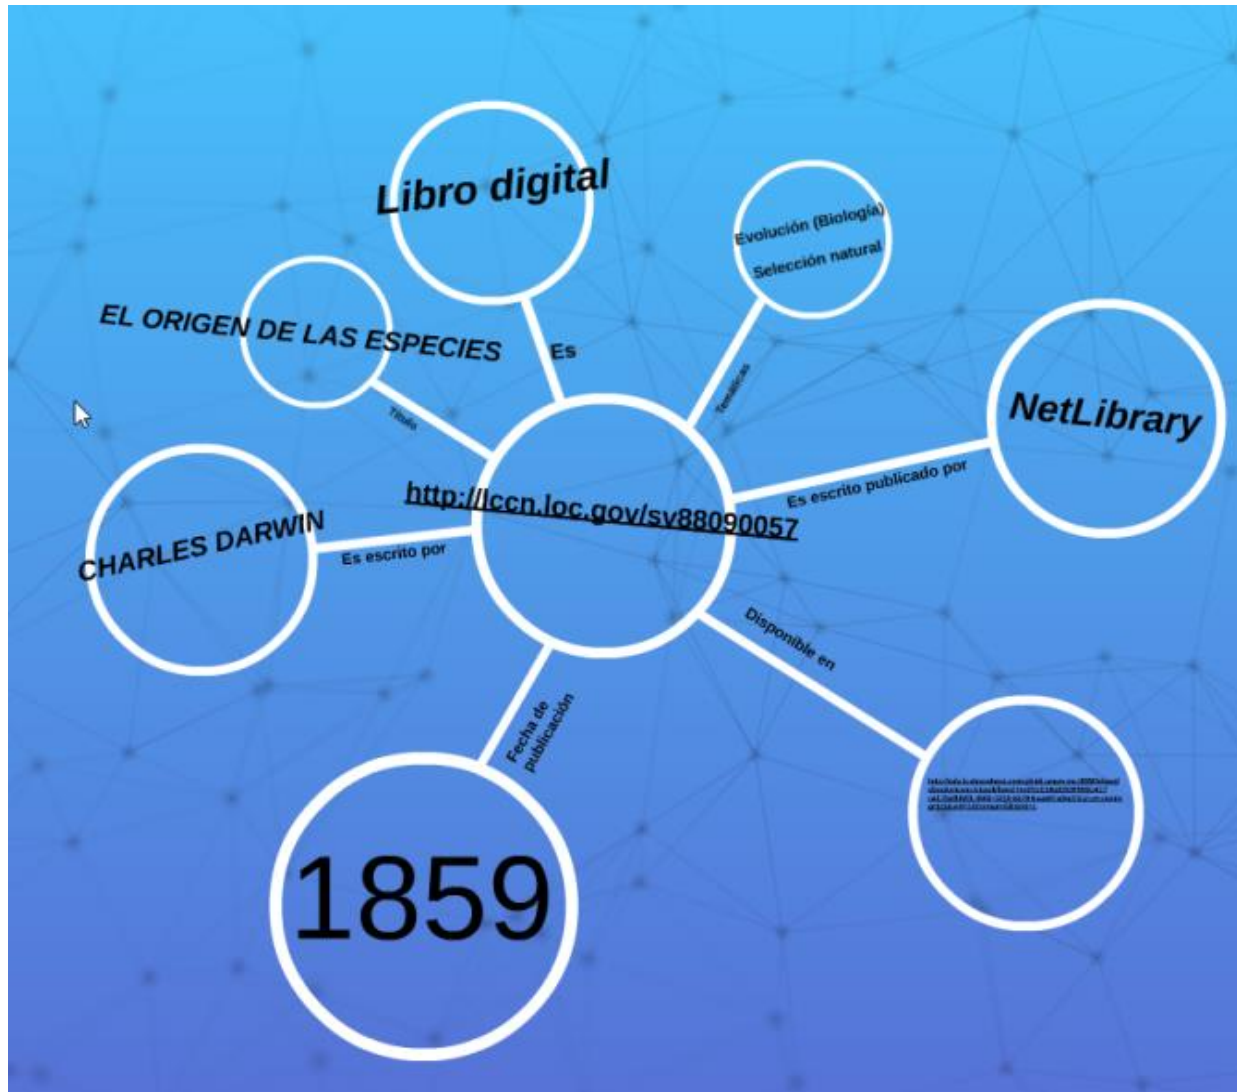 Libro digital
Evolución (Biología)
Selección natural
EL ORIGEN DE LAS ESPECIES
Es
Temáticas
Título
NetLibrary
Es escrito publicado por
http://lccn.loc.gov/sv88090057
CHARLES DARWIN
Es escrito por
Disponible en
Fecha de
publicación
1859